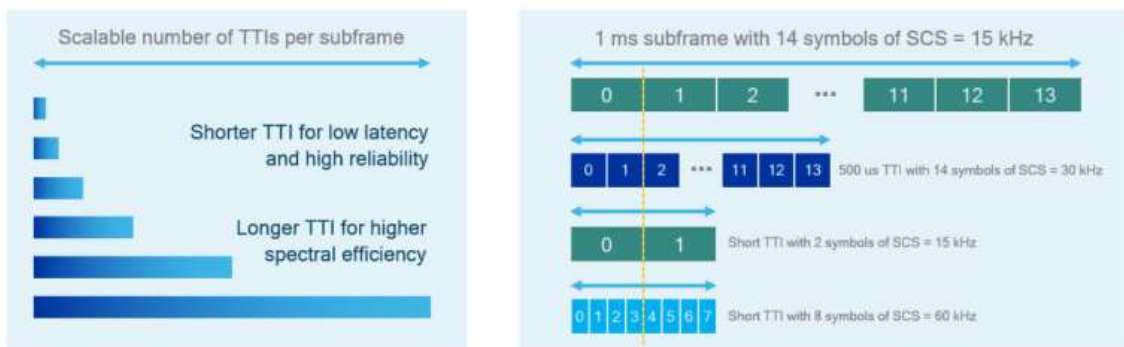 Scalable number of TTIs per subframe
Shorter TTI for low latency
and high reliability
Longer TTI for higher
spectral efficiency
1 ms subframe with 14 symbols of SCS = 15 kHz
0 1 2 ••• 11 12 13
0 1 2 ••• 11 12 13 500 us TTI with 14 symbols of SCS = 30 kHz
0 1 Short TTI with 2 symbols of SCS = 15 kHz
0 1 2 3 4 5 6 7 Short TTI with 8 symbols of SCS = 60 kHz